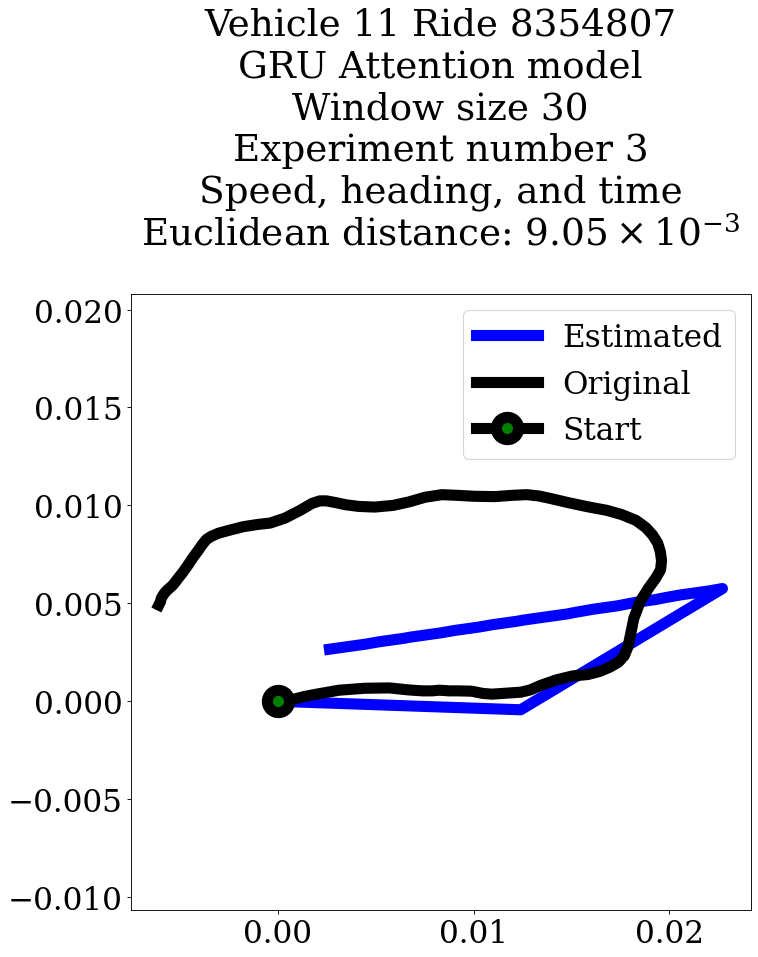 Vehicle 11 Ride 8354807
GRU Attention model
Window size 30
Experiment number 3
Speed, heading, and time
Euclidean distance: 9.05 × 10⁻³
0.020
0.015
0.010
0.005
0.000
−0.005
−0.010
Estimated
Original
Start
0.00 0.01 0.02